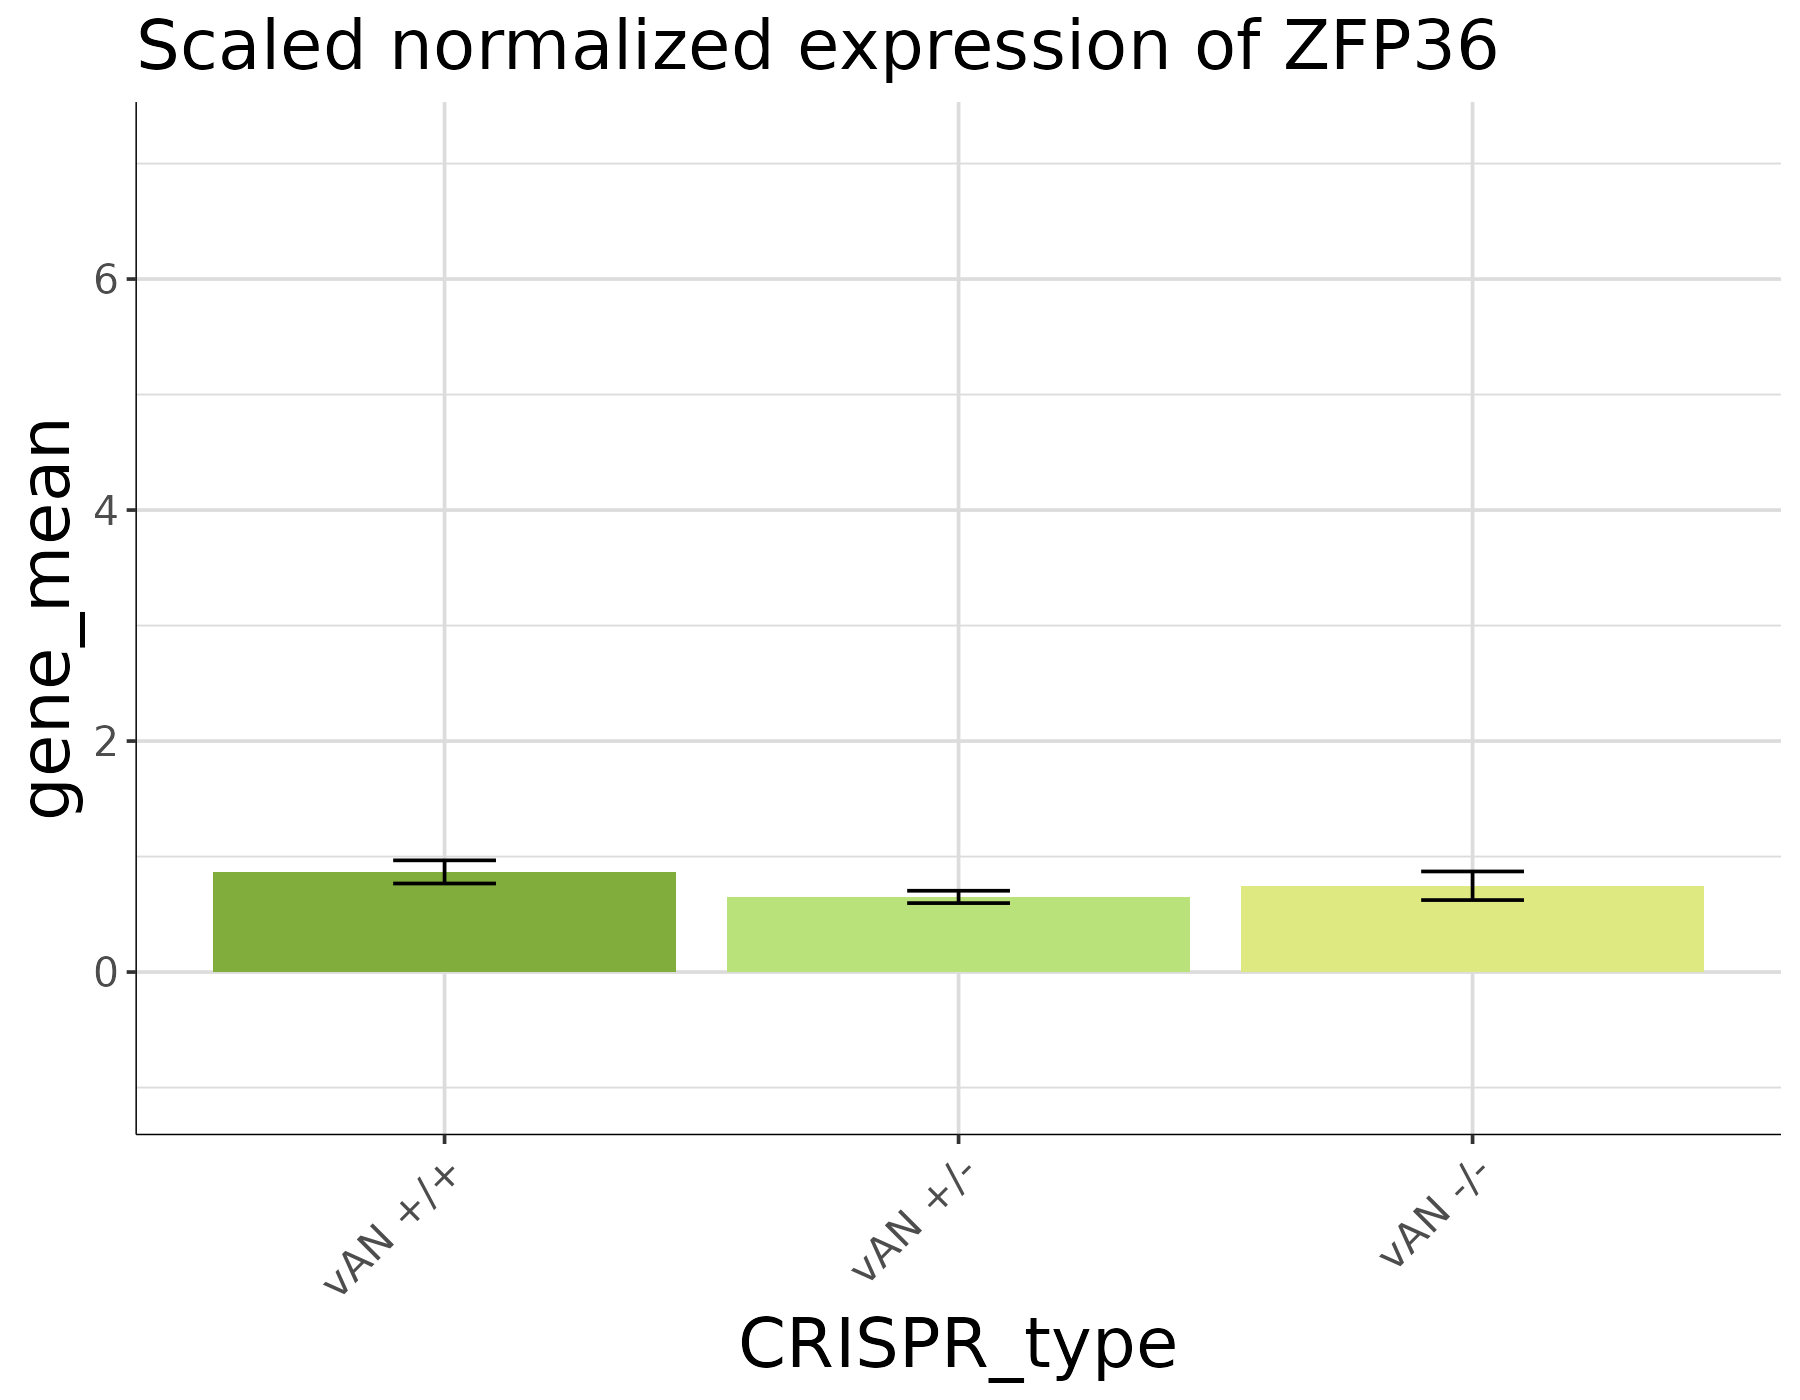 Scaled normalized expression of ZFP36
gene_mean
6
4
2
0
vAN +/+
vAN +/-
vAN -/-
CRISPR_type